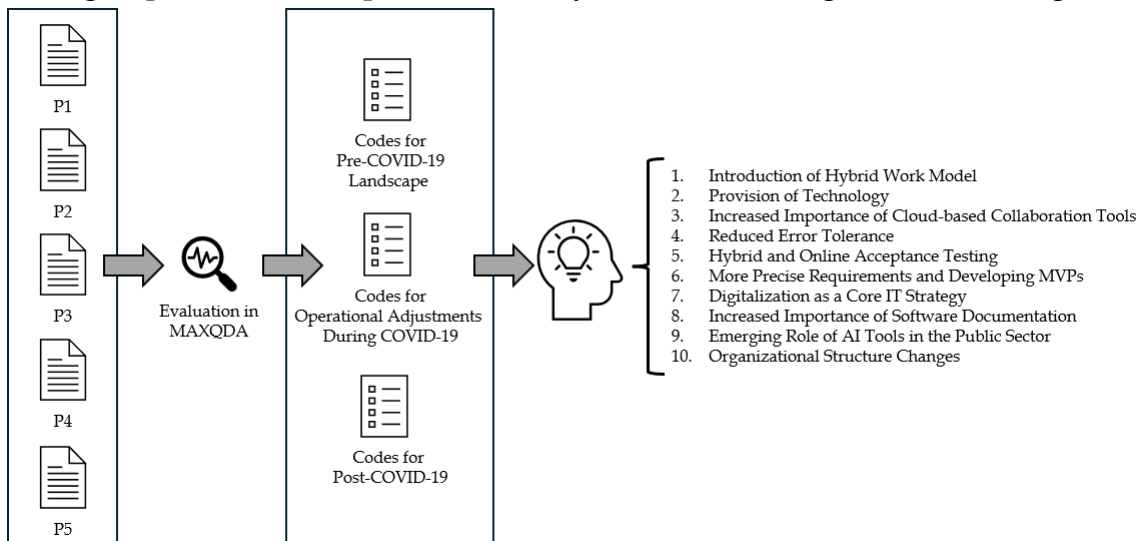 P1
P2
P3
P4
P5
Evaluation in
MAXQDA
Codes for
Pre-COVID-19
Landscape
Codes for
Operational Adjustments
During COVID-19
Codes for
Post-COVID-19
1. Introduction of Hybrid Work Model
2. Provision of Technology
3. Increased Importance of Cloud-based Collaboration Tools
4. Reduced Error Tolerance
5. Hybrid and Online Acceptance Testing
6. More Precise Requirements and Developing MVPs
7. Digitalization as a Core IT Strategy
8. Increased Importance of Software Documentation
9. Emerging Role of AI Tools in the Public Sector
10. Organizational Structure Changes